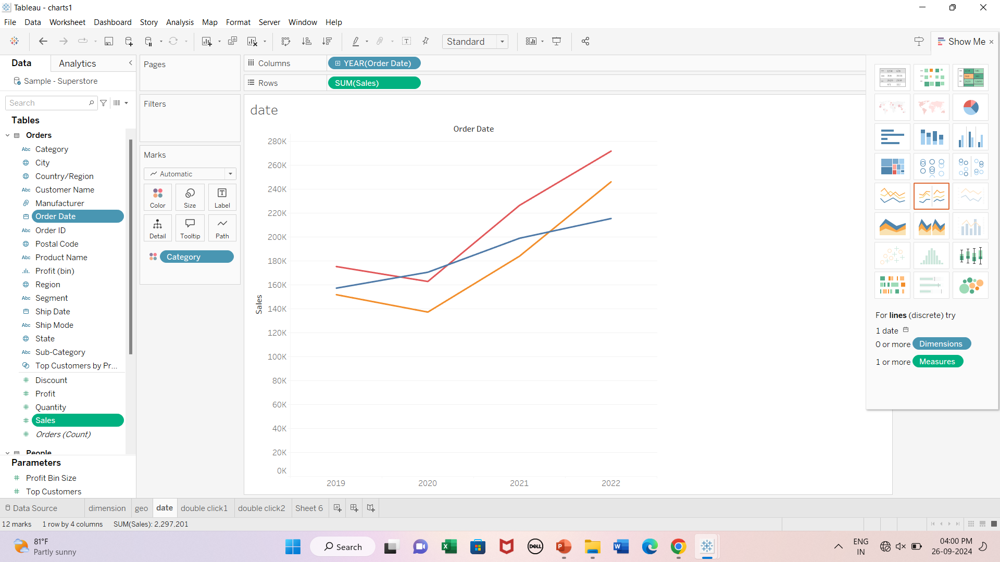 Tableau - charts1
File Data Worksheet Dashboard Story Analysis Map Format Server Window Help
Standard
Show Me
Data
Analytics
Sample - Superstore
Search
Tables
Orders
Abc Category
City
Country/Region
Abc Customer Name
Manufacturer
Order Date
Abc Order ID
Postal Code
Abc Product Name
Profit (bin)
Region
Abc Segment
Ship Date
Abc Ship Mode
State
Abc Sub-Category
Top Customers by Pr...
Discount
Profit
Quantity
Sales
Orders (Count)
People
Parameters
Profit Bin Size
Top Customers
Pages
Filters
Marks
Automatic
Color Size Label
Detail Tooltip Path
Category
Columns YEAR(Order Date)
Rows SUM(Sales)
date
Order Date
Sales
280K
260K
240K
220K
200K
180K
160K
140K
120K
100K
80K
60K
40K
20K
0K
2019 2020 2021 2022
For lines (discrete) try
1 date
0 or more Dimensions
1 or more Measures
Data Source dimension geo date double click1 double click2 Sheet 6
12 marks 1 row by 4 columns SUM(Sales): 2,297,201
81°F
Partly sunny
Search
DELL
ENG
IN
04:00 PM
26-09-2024